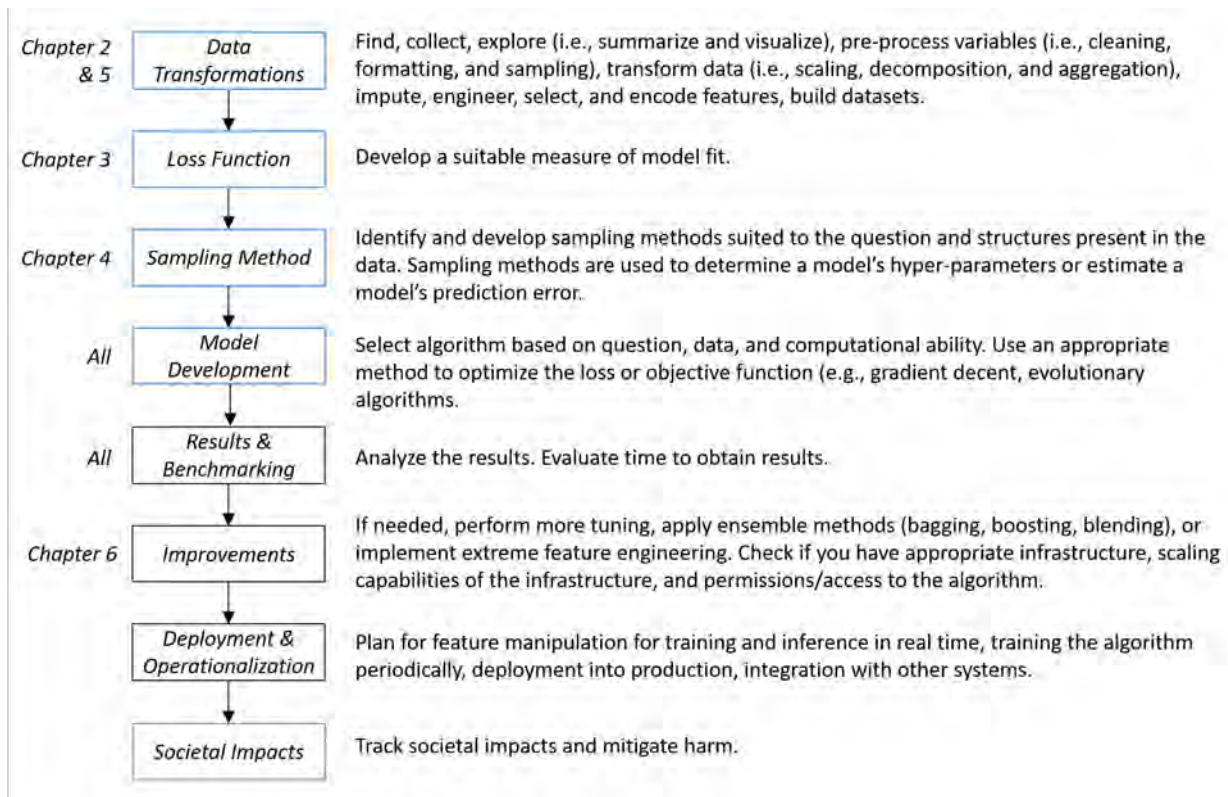 Chapter 2
& 5
Data
Transformations
Find, collect, explore (i.e., summarize and visualize), pre-process variables (i.e., cleaning,
formatting, and sampling), transform data (i.e., scaling, decomposition, and aggregation),
impute, engineer, select, and encode features, build datasets.
Chapter 3
Loss Function
Develop a suitable measure of model fit.
Chapter 4
Sampling Method
Identify and develop sampling methods suited to the question and structures present in the
data. Sampling methods are used to determine a model's hyper-parameters or estimate a
model's prediction error.
All
Model
Development
Select algorithm based on question, data, and computational ability. Use an appropriate
method to optimize the loss or objective function (e.g., gradient decent, evolutionary
algorithms.
All
Results &
Benchmarking
Analyze the results. Evaluate time to obtain results.
Chapter 6
Improvements
If needed, perform more tuning, apply ensemble methods (bagging, boosting, blending), or
implement extreme feature engineering. Check if you have appropriate infrastructure, scaling
capabilities of the infrastructure, and permissions/access to the algorithm.
Deployment &
Operationalization
Plan for feature manipulation for training and inference in real time, training the algorithm
periodically, deployment into production, integration with other systems.
Societal Impacts
Track societal impacts and mitigate harm.